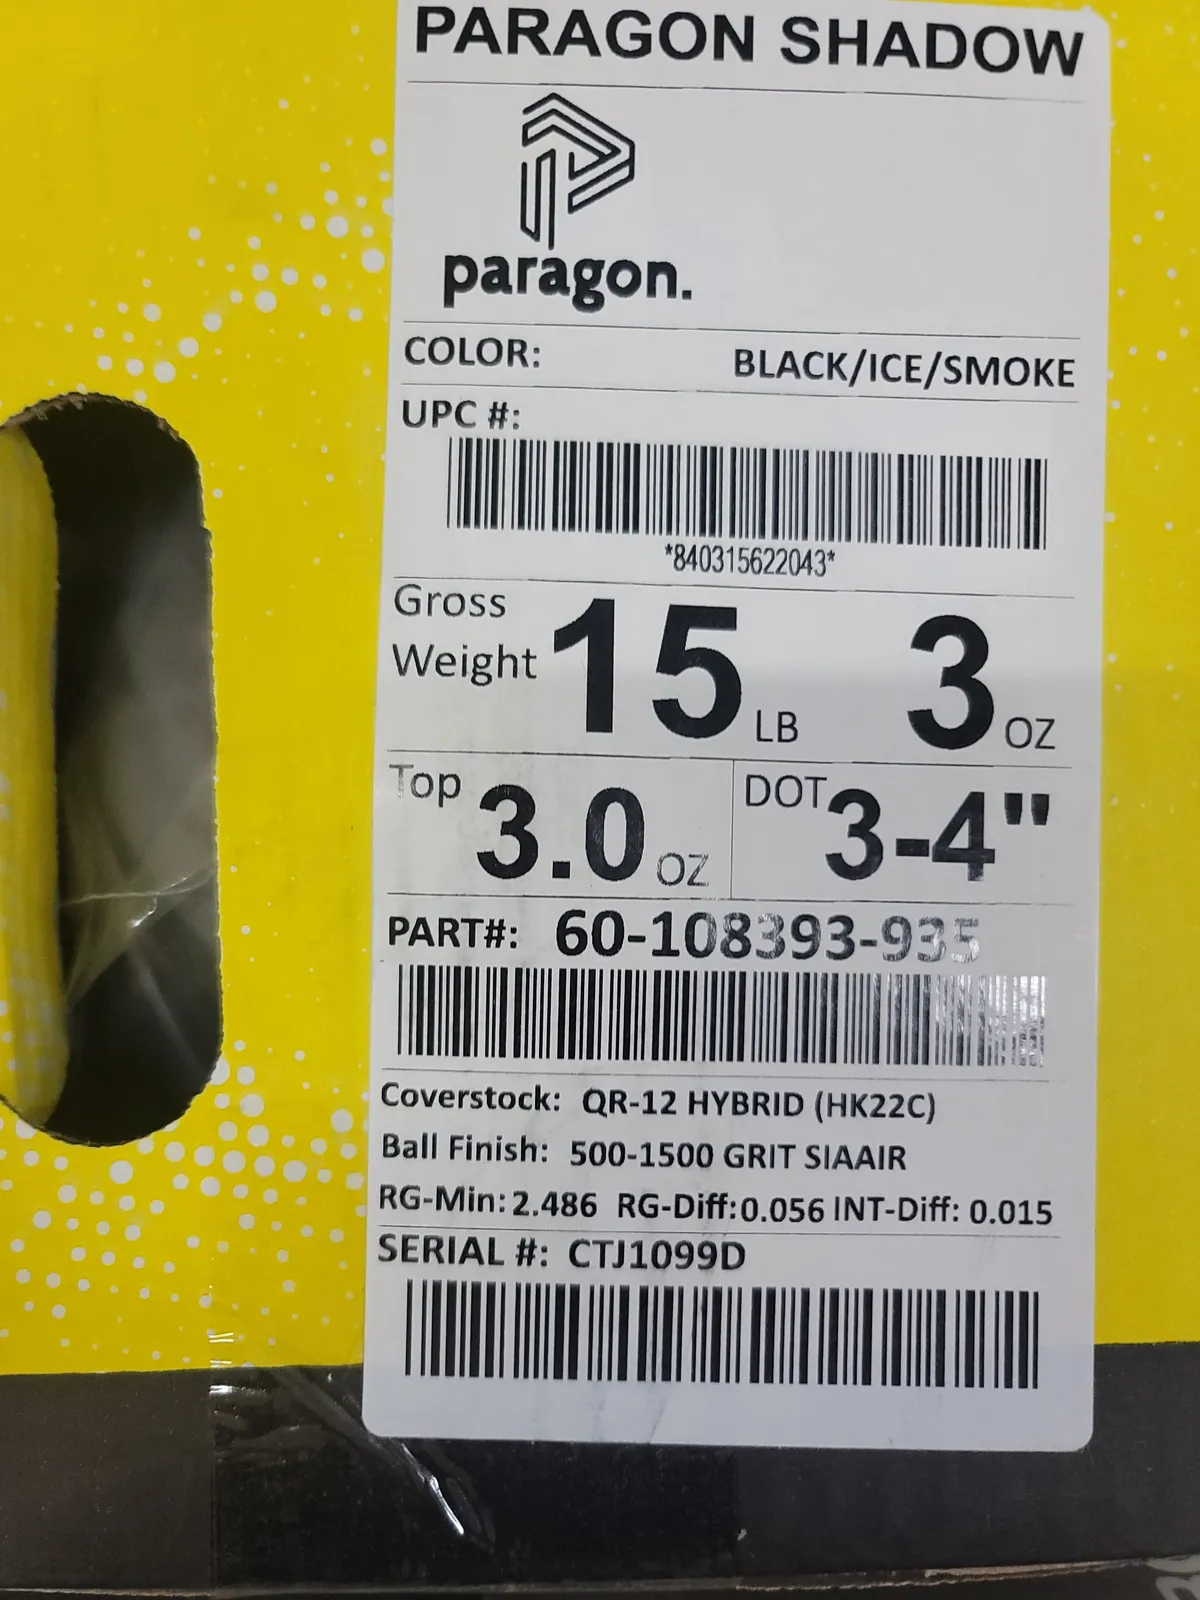 PARAGON SHADOW
paragon.
COLOR: BLACK/ICE/SMOKE
UPC #:
*840315622043*
Gross Weight 15 LB 3 OZ
Top 3.0 OZ DOT 3-4"
PART#: 60-108393-935
Coverstock: QR-12 HYBRID (HK22C)
Ball Finish: 500-1500 GRIT SIAAIR
RG-Min: 2.486 RG-Diff: 0.056 INT-Diff: 0.015
SERIAL #: CTJ1099D